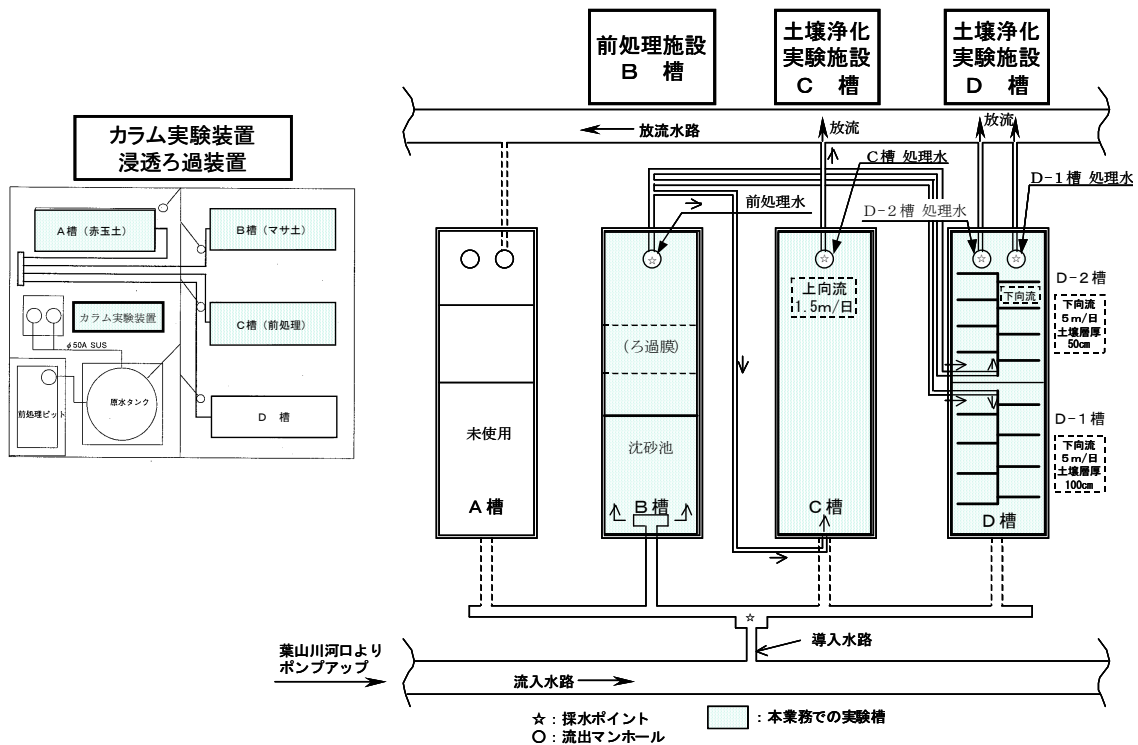 前処理施設
B 槽
土壌浄化
実験施設
C 槽
土壌浄化
実験施設
D 槽
カラム実験装置
浸透ろ過装置
放流水路
放流
放流
C槽 処理水
D-1槽 処理水
前処理水
D-2槽 処理水
A槽(赤玉土)
B槽(マサ土)
カラム実験装置
C槽(前処理)
φ50A SUS
前処理ピット
原水タンク
D 槽
上向流
1.5m/日
下向流
D-2槽
下向流
5m/日
土壌層厚
50cm
(ろ過膜)
未使用
沈砂池
D-1槽
下向流
5m/日
土壌層厚
100cm
A槽
B槽
C槽
D槽
☆
導入水路
葉山川河口より
ポンプアップ
流入水路
☆:採水ポイント
○:流出マンホール
:本業務での実験槽